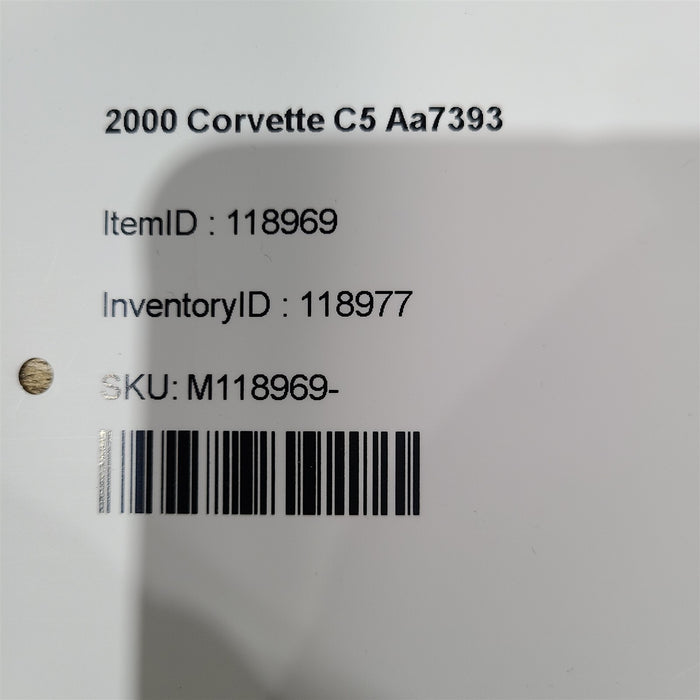 2000 Corvette C5 Aa7393
ItemID : 118969
InventoryID : 118977
SKU: M118969-